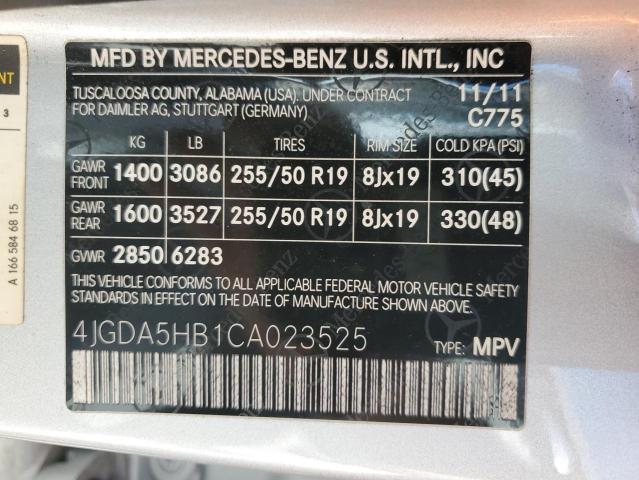 MFD BY MERCEDES-BENZ U.S. INTL., INC
TUSCALOOSA COUNTY, ALABAMA (USA). UNDER CONTRACT 11/11
FOR DAIMLER AG, STUTTGART (GERMANY) C775
KG LB TIRES RIM SIZE COLD KPA (PSI)
GAWR FRONT 1400 3086 255/50 R19 8Jx19 310(45)
GAWR REAR 1600 3527 255/50 R19 8Jx19 330(48)
GVWR 2850 6283
THIS VEHICLE CONFORMS TO ALL APPLICABLE FEDERAL MOTOR VEHICLE SAFETY
STANDARDS IN EFFECT ON THE DATE OF MANUFACTURE SHOWN ABOVE.
4JGDA5HB1CA023525
TYPE: MPV
3
A 166 584 68 15